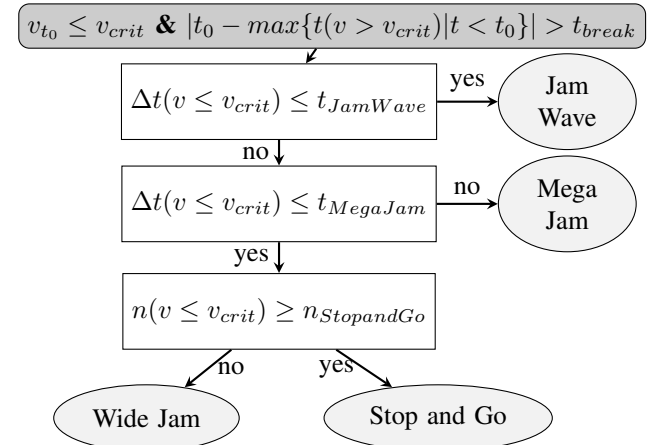 v_{t_0} ≤ v_{crit} & |t_0 − max{t(v > v_{crit})|t < t_0}| > t_{break}
Δt(v ≤ v_{crit}) ≤ t_{JamWave}
yes
Jam
Wave
no
Δt(v ≤ v_{crit}) ≤ t_{MegaJam}
no
Mega
Jam
yes
n(v ≤ v_{crit}) ≥ n_{StopandGo}
no
yes
Wide Jam
Stop and Go